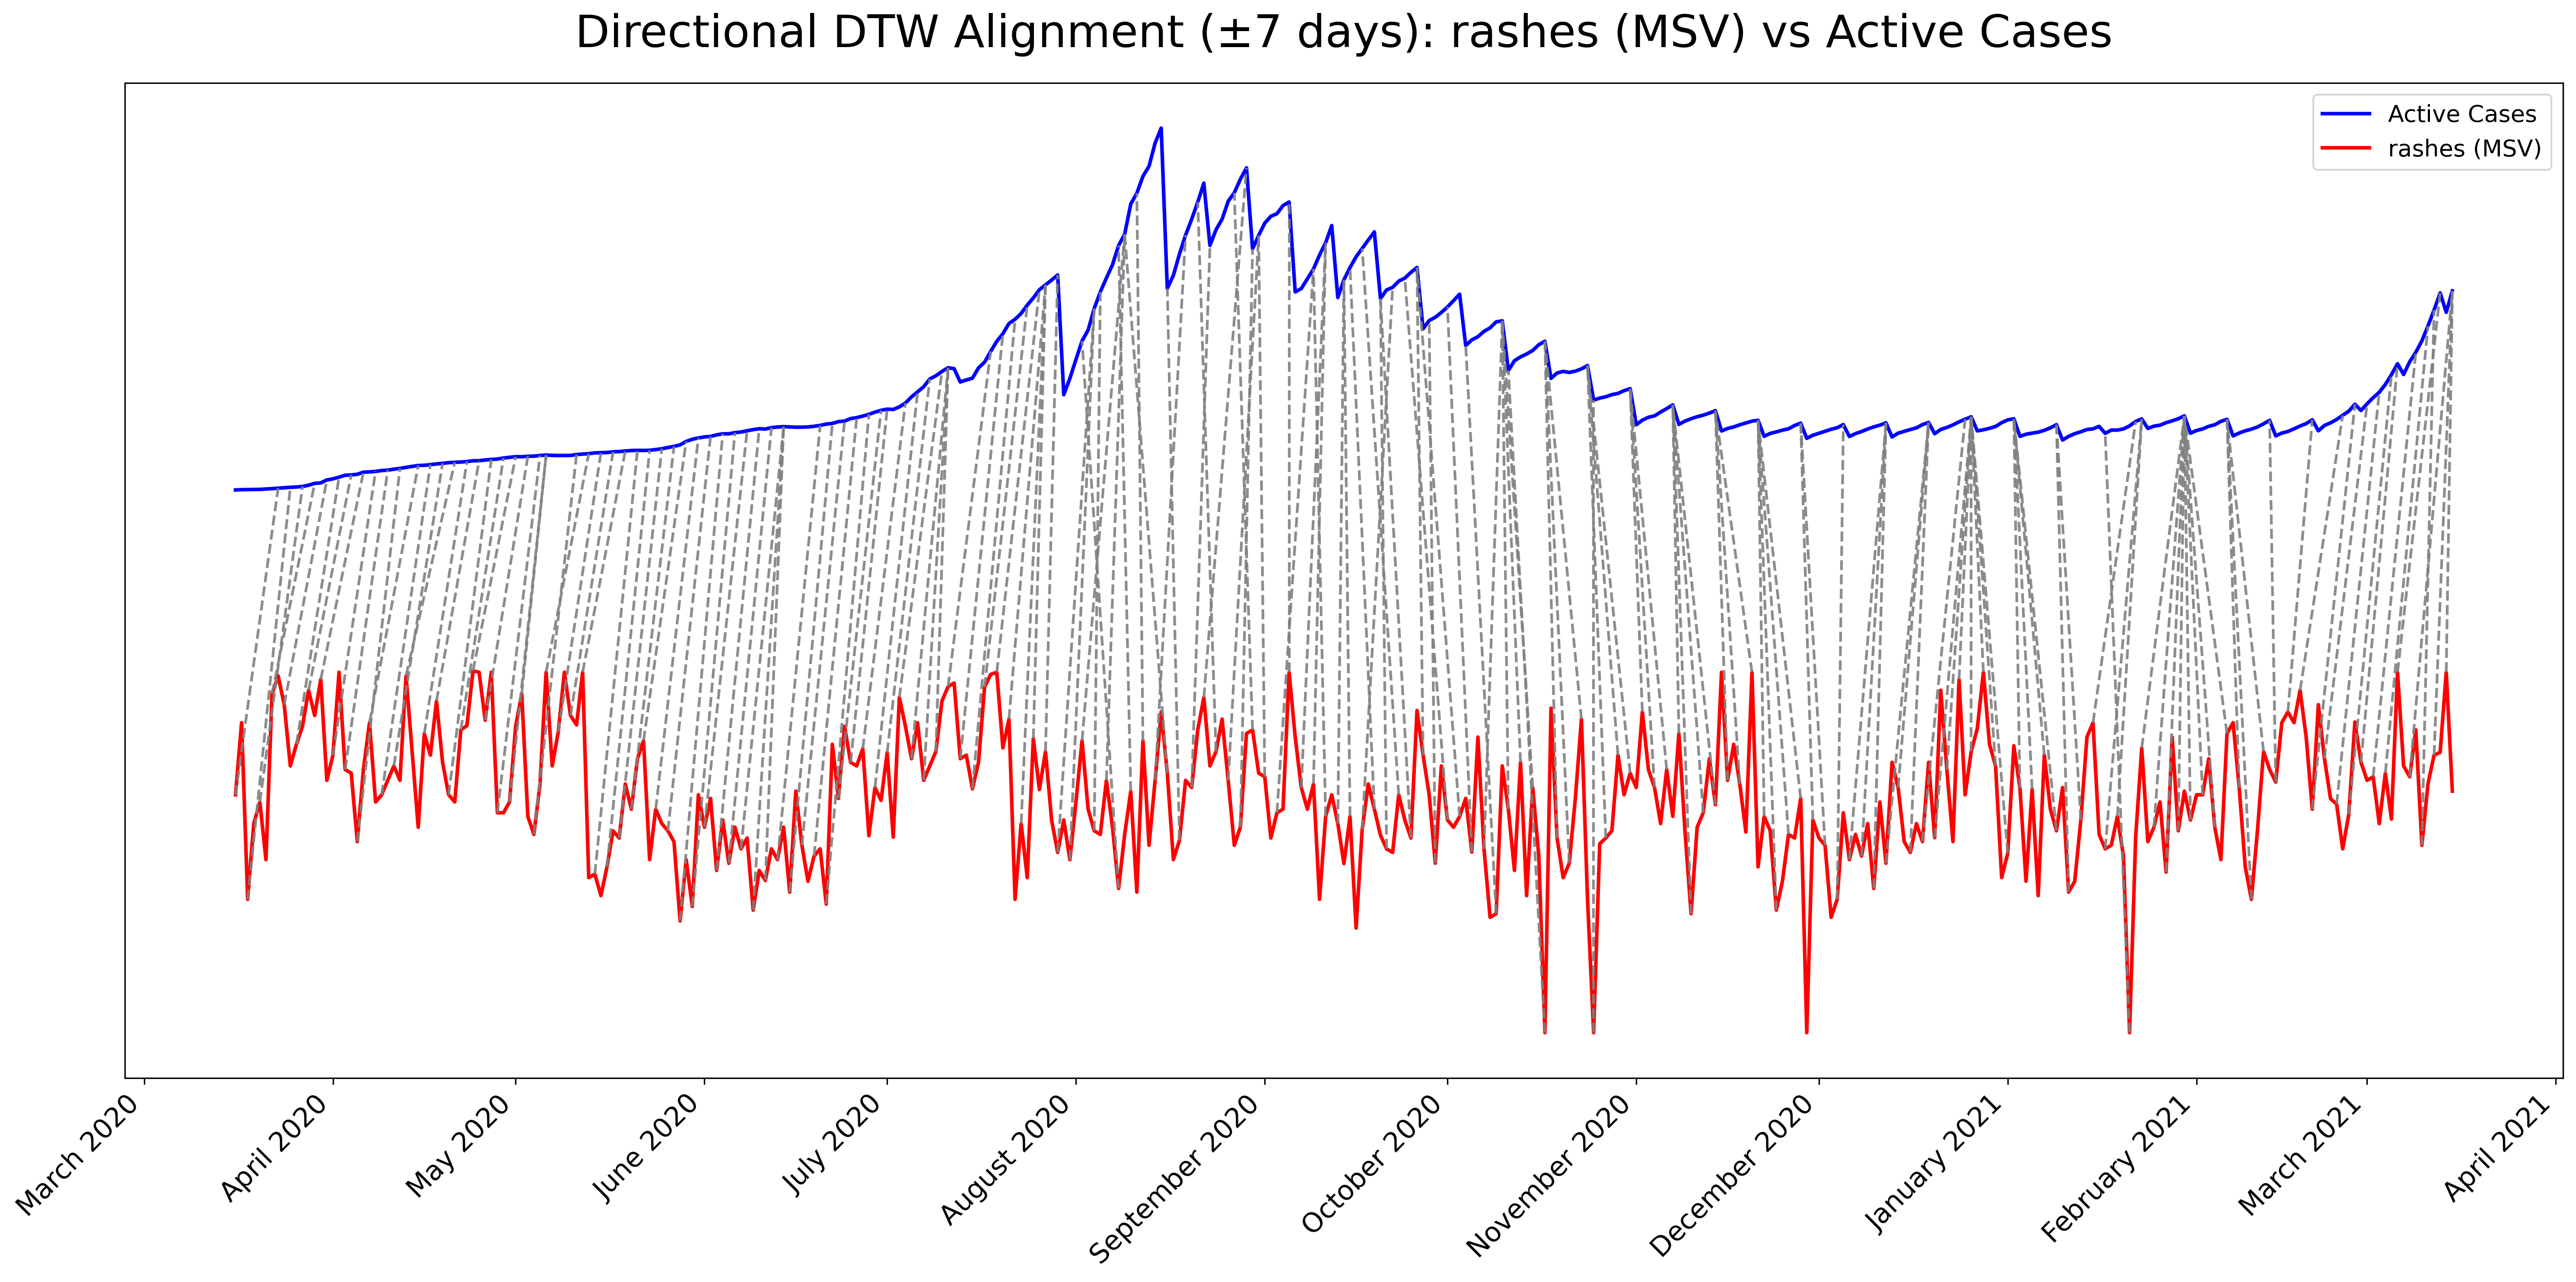 Directional DTW Alignment (±7 days): rashes (MSV) vs Active Cases
Active Cases
rashes (MSV)
March 2020
April 2020
May 2020
June 2020
July 2020
August 2020
September 2020
October 2020
November 2020
December 2020
January 2021
February 2021
March 2021
April 2021